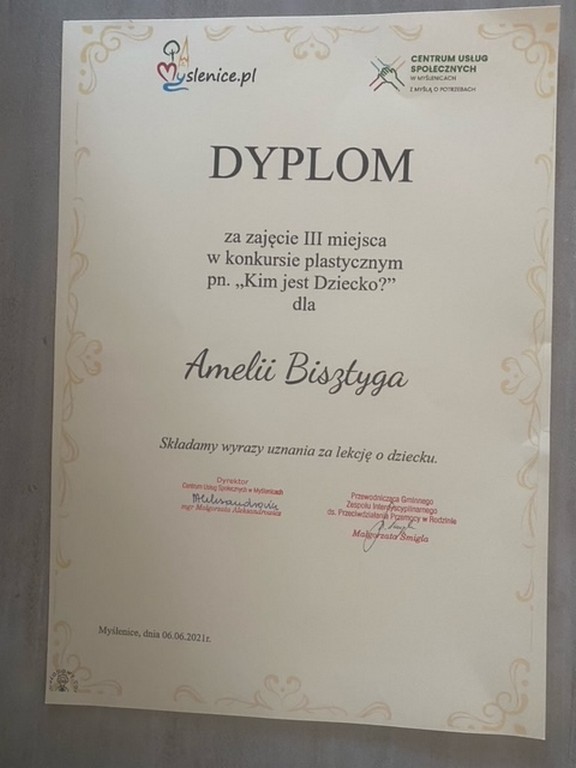 Myslenice.pl
CENTRUM USŁUG
SPOŁECZNYCH
W MYŚLENICACH
Z MYŚLĄ O POTRZEBACH
DYPLOM
za zajęcie III miejsca
w konkursie plastycznym
pn. „Kim jest Dziecko?”
dla
Amelii Bisztyga
Składamy wyrazy uznania za lekcję o dziecku.
Dyrektor
Centrum Usług Społecznych w Myślenicach
mgr Małgorzata Aleksandrowicz
Przewodnicząca Gminnego
Zespołu Interdyscyplinarnego
ds. Przeciwdziałania Przemocy w Rodzinie
Małgorzata Śmigla
Myślenice, dnia 06.06.2021r.